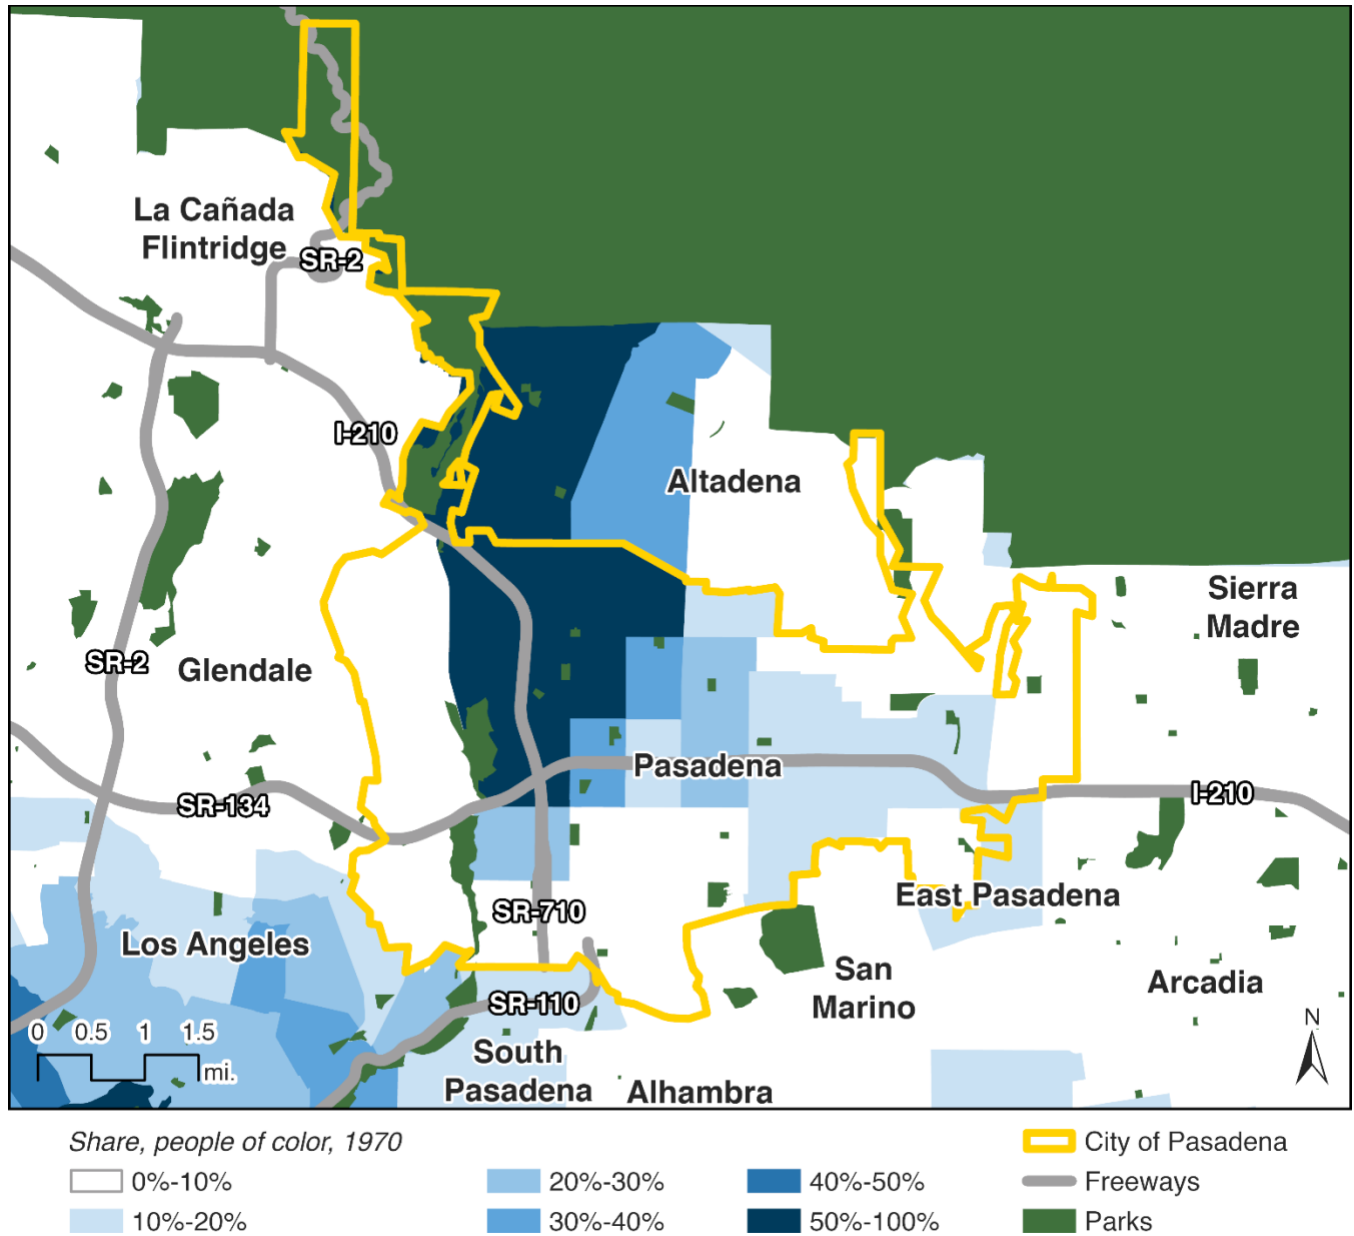 La Cañada
Flintridge
SR-2
I-210
Altadena
Sierra
Madre
SR-2
Glendale
Pasadena
I-210
SR-134
East Pasadena
SR-710
Los Angeles
San
Marino
Arcadia
SR-110
N
0 0.5 1 1.5
mi.
South
Pasadena
Alhambra
Share, people of color, 1970
0%-10%
10%-20%
20%-30%
30%-40%
40%-50%
50%-100%
City of Pasadena
Freeways
Parks